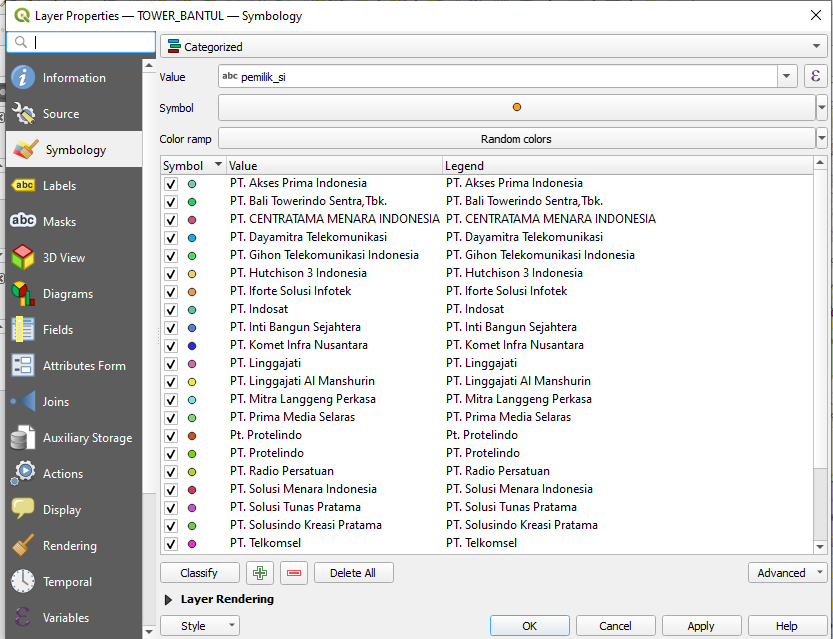 Layer Properties — TOWER_BANTUL — Symbology
Information
Source
Symbology
abc Labels
abc Masks
3D View
Diagrams
Fields
Attributes Form
Joins
Auxiliary Storage
Actions
Display
Rendering
Temporal
ε Variables
Categorized
Value abc pemilik_si ε
Symbol
Color ramp Random colors
Symbol Value Legend
PT. Akses Prima Indonesia PT. Akses Prima Indonesia
PT. Bali Towerindo Sentra,Tbk. PT. Bali Towerindo Sentra,Tbk.
PT. CENTRATAMA MENARA INDONESIA PT. CENTRATAMA MENARA INDONESIA
PT. Dayamitra Telekomunikasi PT. Dayamitra Telekomunikasi
PT. Gihon Telekomunikasi Indonesia PT. Gihon Telekomunikasi Indonesia
PT. Hutchison 3 Indonesia PT. Hutchison 3 Indonesia
PT. Iforte Solusi Infotek PT. Iforte Solusi Infotek
PT. Indosat PT. Indosat
PT. Inti Bangun Sejahtera PT. Inti Bangun Sejahtera
PT. Komet Infra Nusantara PT. Komet Infra Nusantara
PT. Linggajati PT. Linggajati
PT. Linggajati Al Manshurin PT. Linggajati Al Manshurin
PT. Mitra Langgeng Perkasa PT. Mitra Langgeng Perkasa
PT. Prima Media Selaras PT. Prima Media Selaras
Pt. Protelindo Pt. Protelindo
PT. Protelindo PT. Protelindo
PT. Radio Persatuan PT. Radio Persatuan
PT. Solusi Menara Indonesia PT. Solusi Menara Indonesia
PT. Solusi Tunas Pratama PT. Solusi Tunas Pratama
PT. Solusindo Kreasi Pratama PT. Solusindo Kreasi Pratama
PT. Telkomsel PT. Telkomsel
Classify Delete All Advanced
Layer Rendering
Style OK Cancel Apply Help